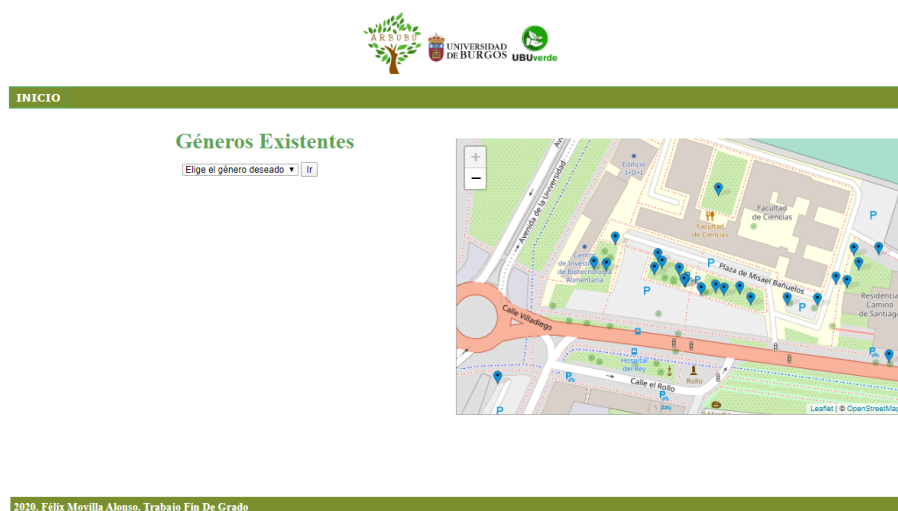 ARBUBU
UNIVERSIDAD
DE BURGOS
UBUverde
INICIO
Géneros Existentes
Elige el género deseado
Ir
+
−
Edificio
I+D+I
Avenida de la Universidad
Facultad
de Ciencias
Facultad
de Ciencias
P
Centro
de Biotecnología
Alimentaria
P
Plaza de Misael Bañuelos
P
P
P
Residencia
Camino
de Santiago
Calle Villadiego
Hospital
del Rey
Calle el Rollo
Rollo
P
5
Leaflet | © OpenStreetMap
2020, Félix Movilla Alonso. Trabajo Fin De Grado